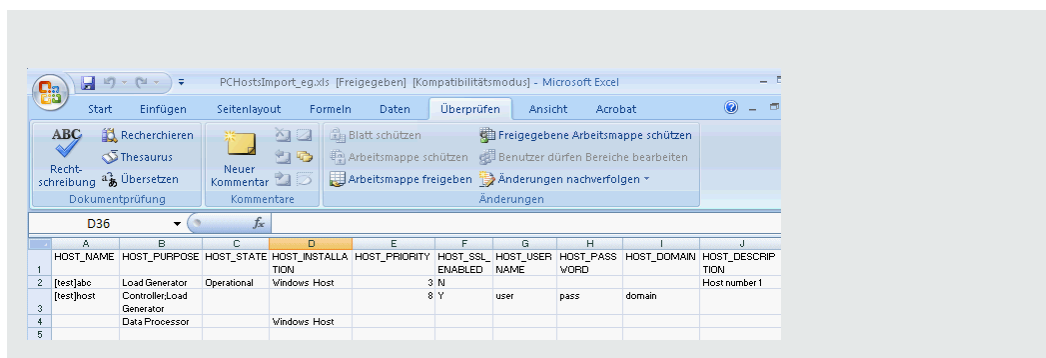 PCHostsImport_eg.xls [Freigegeben] [Kompatibilitätsmodus] - Microsoft Excel
Start Einfügen Seitenlayout Formeln Daten Überprüfen Ansicht Acrobat
ABC Recht-schreibung
Recherchieren
Thesaurus
Übersetzen
Dokumentprüfung
Neuer Kommentar
Kommentare
Blatt schützen
Arbeitsmappe schützen
Arbeitsmappe freigeben
Freigegebene Arbeitsmappe schützen
Benutzer dürfen Bereiche bearbeiten
Änderungen nachverfolgen
Änderungen
D36 fx
A B C D E F G H I J
1 HOST_NAME HOST_PURPOSE HOST_STATE HOST_INSTALLATION HOST_PRIORITY HOST_SSL_ENABLED HOST_USERNAME HOST_PASSWORD HOST_DOMAIN HOST_DESCRIPTION
2 [test]abc Load Generator Operational Windows Host 3 N Host number 1
3 [test]host Controller;Load Generator 8 Y user pass domain
4 Data Processor Windows Host
5